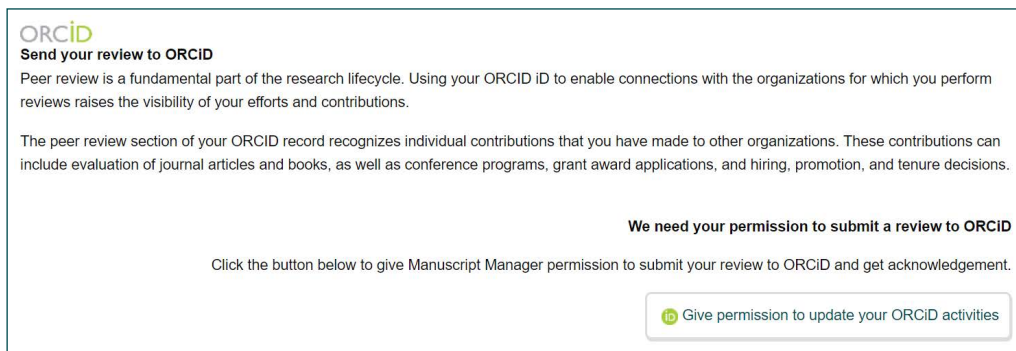 ORCiD
Send your review to ORCiD
Peer review is a fundamental part of the research lifecycle. Using your ORCID iD to enable connections with the organizations for which you perform
reviews raises the visibility of your efforts and contributions.
The peer review section of your ORCID record recognizes individual contributions that you have made to other organizations. These contributions can
include evaluation of journal articles and books, as well as conference programs, grant award applications, and hiring, promotion, and tenure decisions.
We need your permission to submit a review to ORCiD
Click the button below to give Manuscript Manager permission to submit your review to ORCiD and get acknowledgement.
iD Give permission to update your ORCiD activities